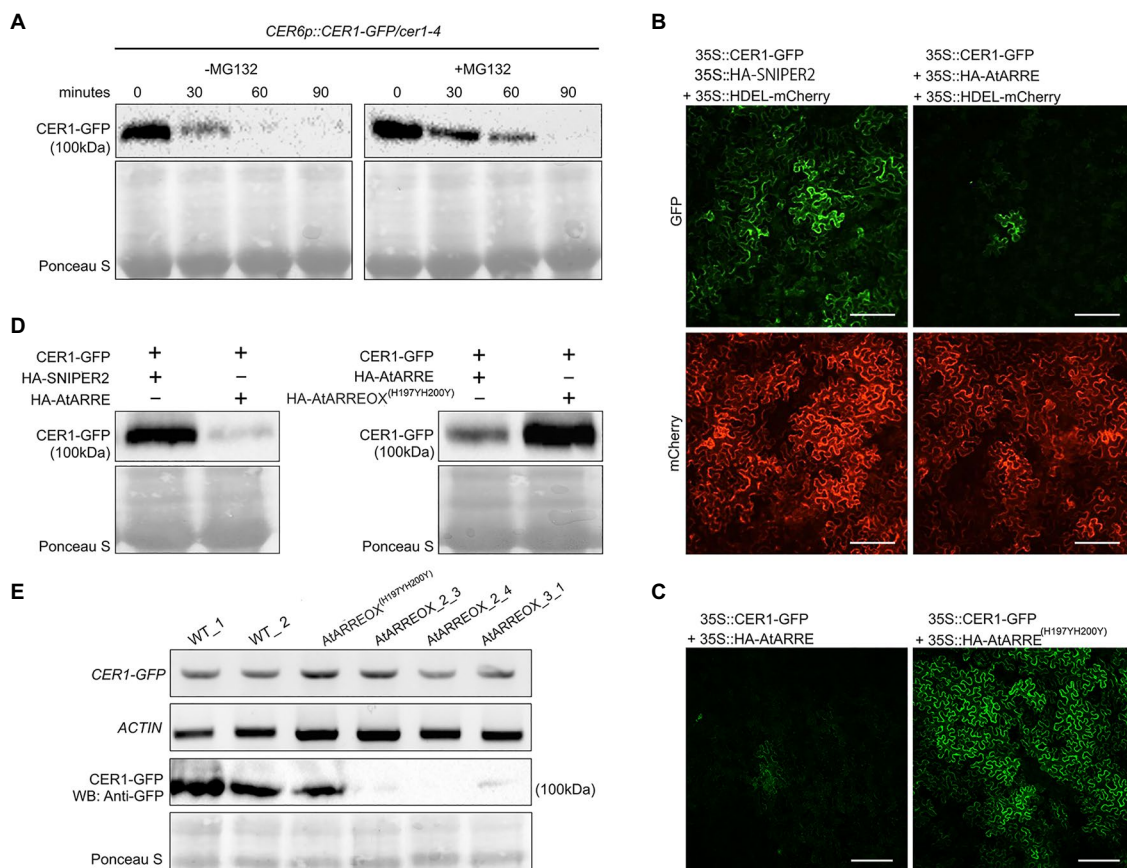 A
CER6p::CER1-GFP/cer1-4
-MG132
+MG132
minutes 0 30 60 90 0 30 60 90
CER1-GFP
(100kDa)
Ponceau S
B
35S::CER1-GFP
35S::HA-SNIPER2
+ 35S::HDEL-mCherry
35S::CER1-GFP
+ 35S::HA-AtARRE
+ 35S::HDEL-mCherry
GFP
mCherry
D
CER1-GFP + +
HA-SNIPER2 + −
HA-AtARRE − +
CER1-GFP
(100kDa)
Ponceau S
CER1-GFP + +
HA-AtARRE + −
HA-AtARREOX(H197YH200Y) − +
CER1-GFP
(100kDa)
Ponceau S
E
WT_1
WT_2
AtARREOX(H197YH200Y)
AtARREOX_2_3
AtARREOX_2_4
AtARREOX_3_1
CER1-GFP
ACTIN
CER1-GFP
WB: Anti-GFP
(100kDa)
Ponceau S
C
35S::CER1-GFP
+ 35S::HA-AtARRE
35S::CER1-GFP
+ 35S::HA-AtARRE(H197YH200Y)